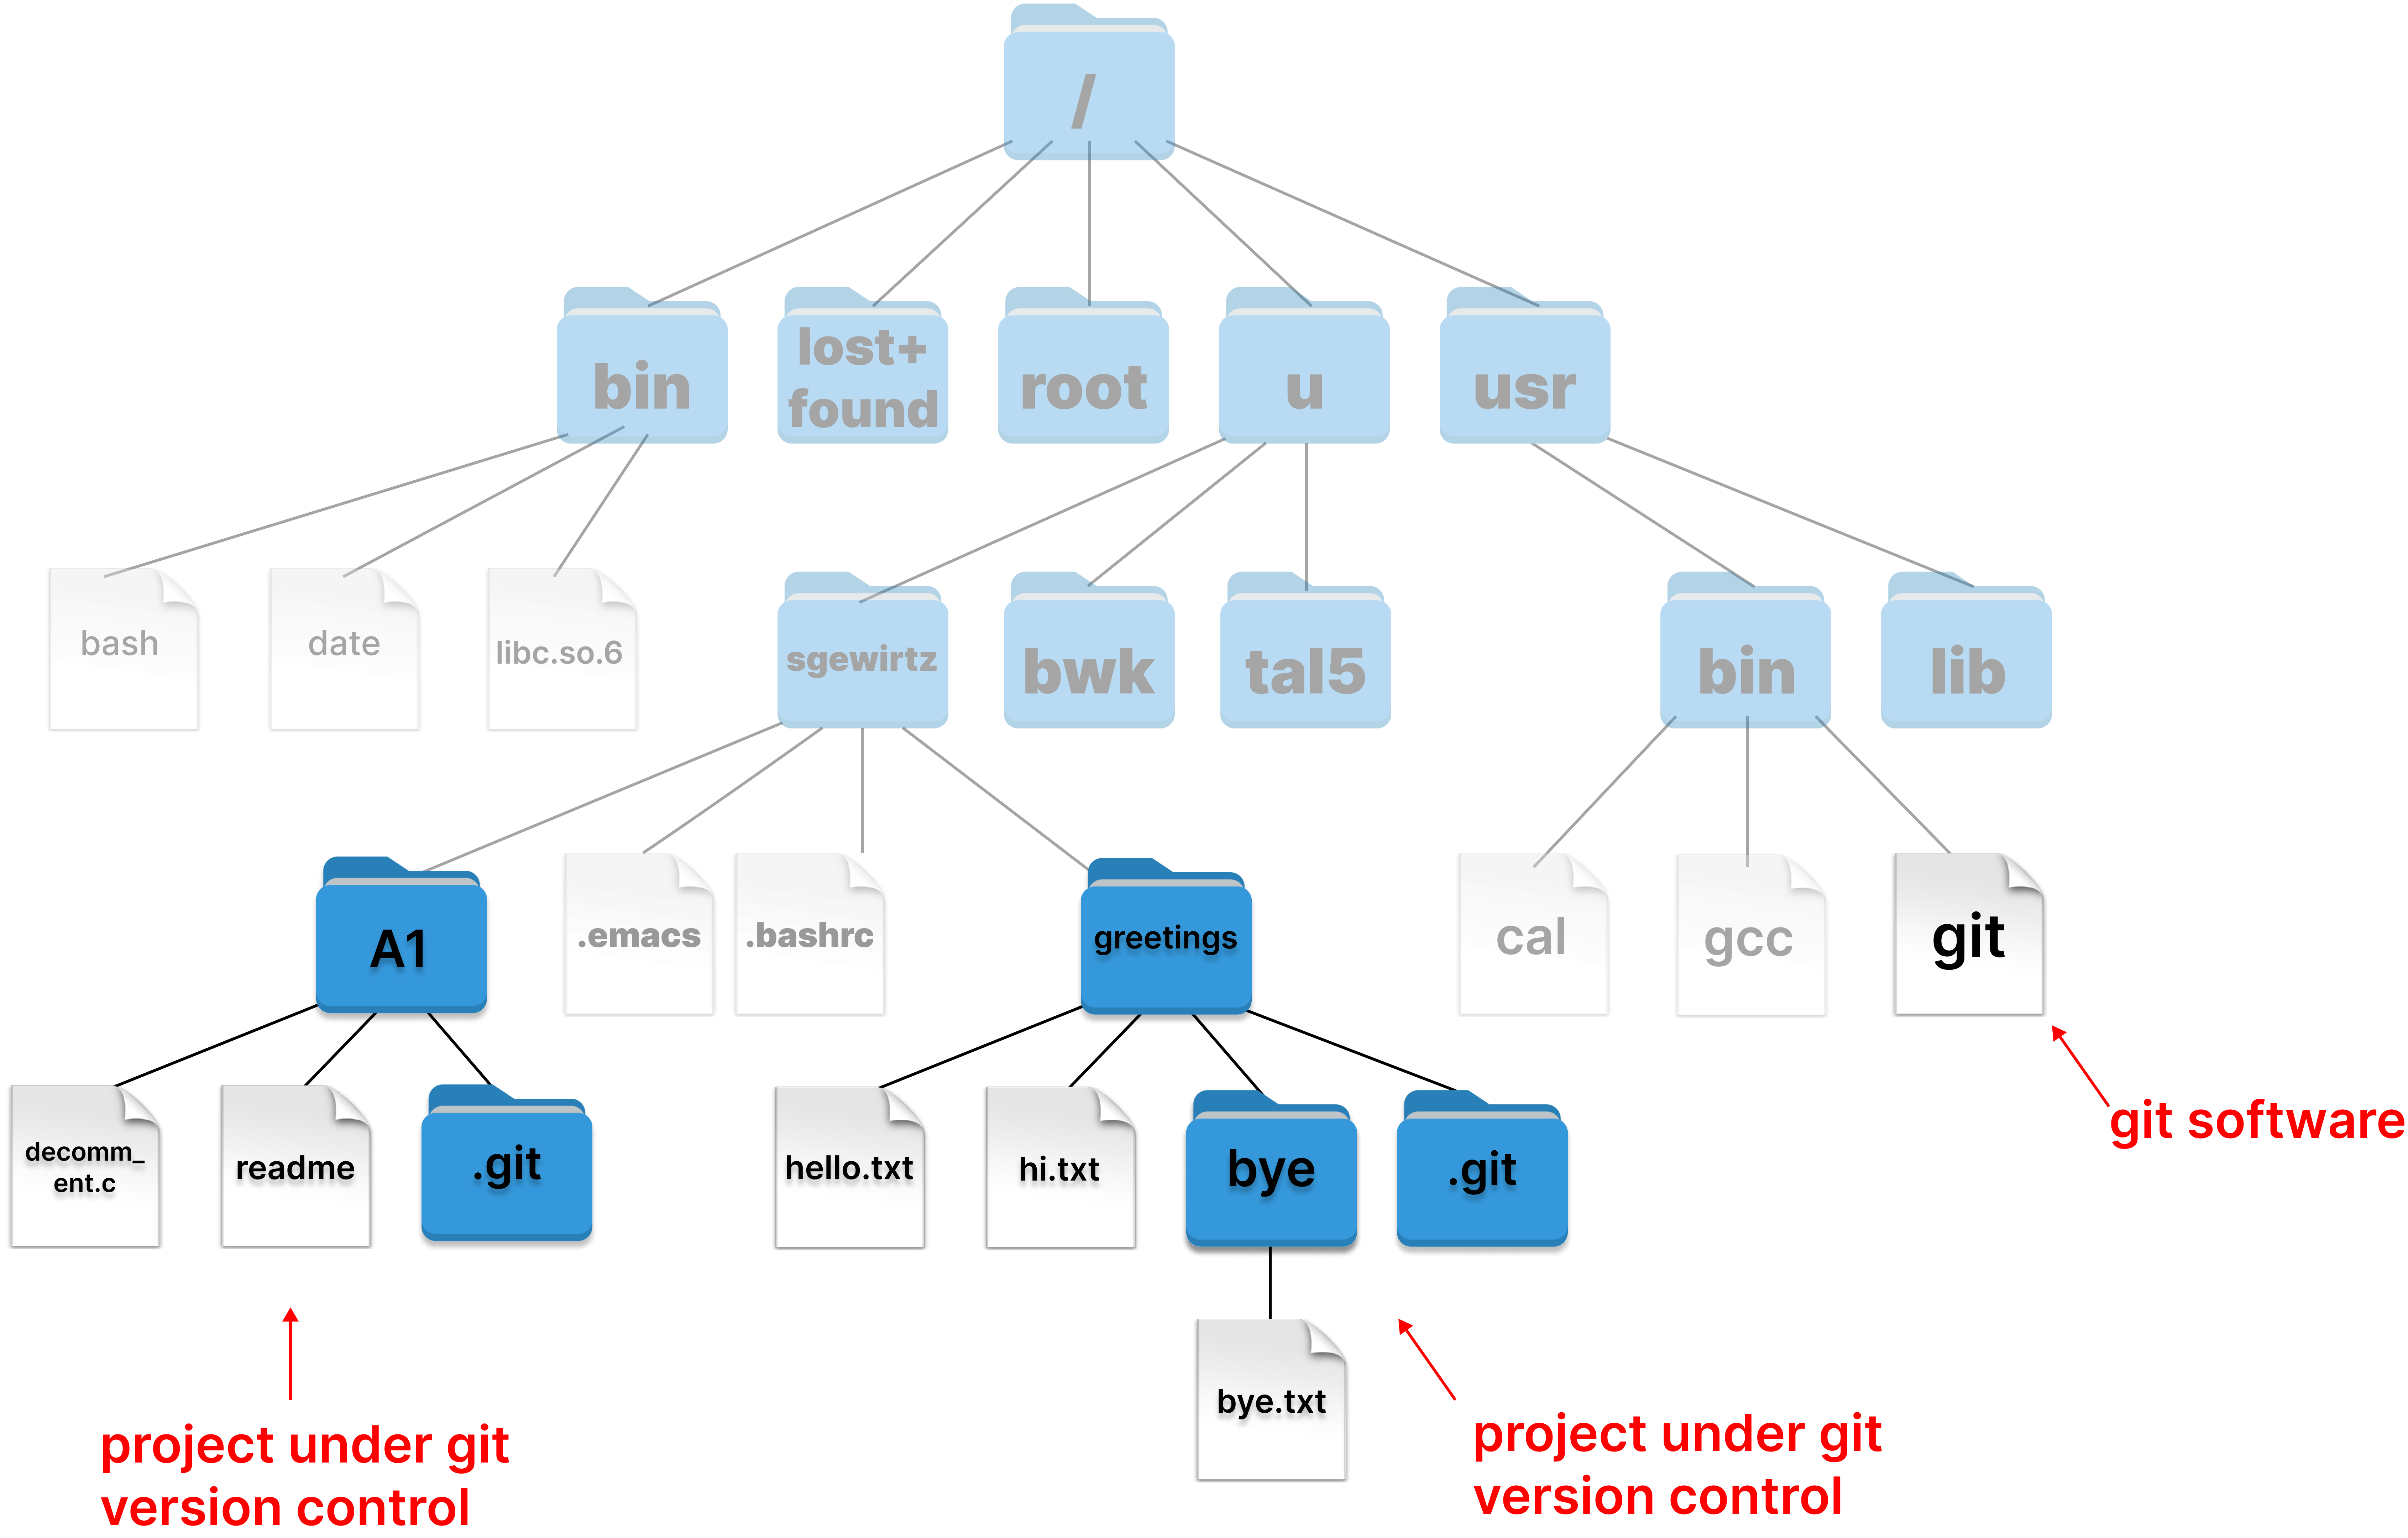 /
bin
lost+
found
root
u
usr
bash
date
libc.so.6
sgewirtz
bwk
tal5
bin
lib
A1
.emacs
.bashrc
greetings
cal
gcc
git
decomm_
ent.c
readme
.git
hello.txt
hi.txt
bye
.git
git software
bye.txt
project under git
version control
project under git
version control